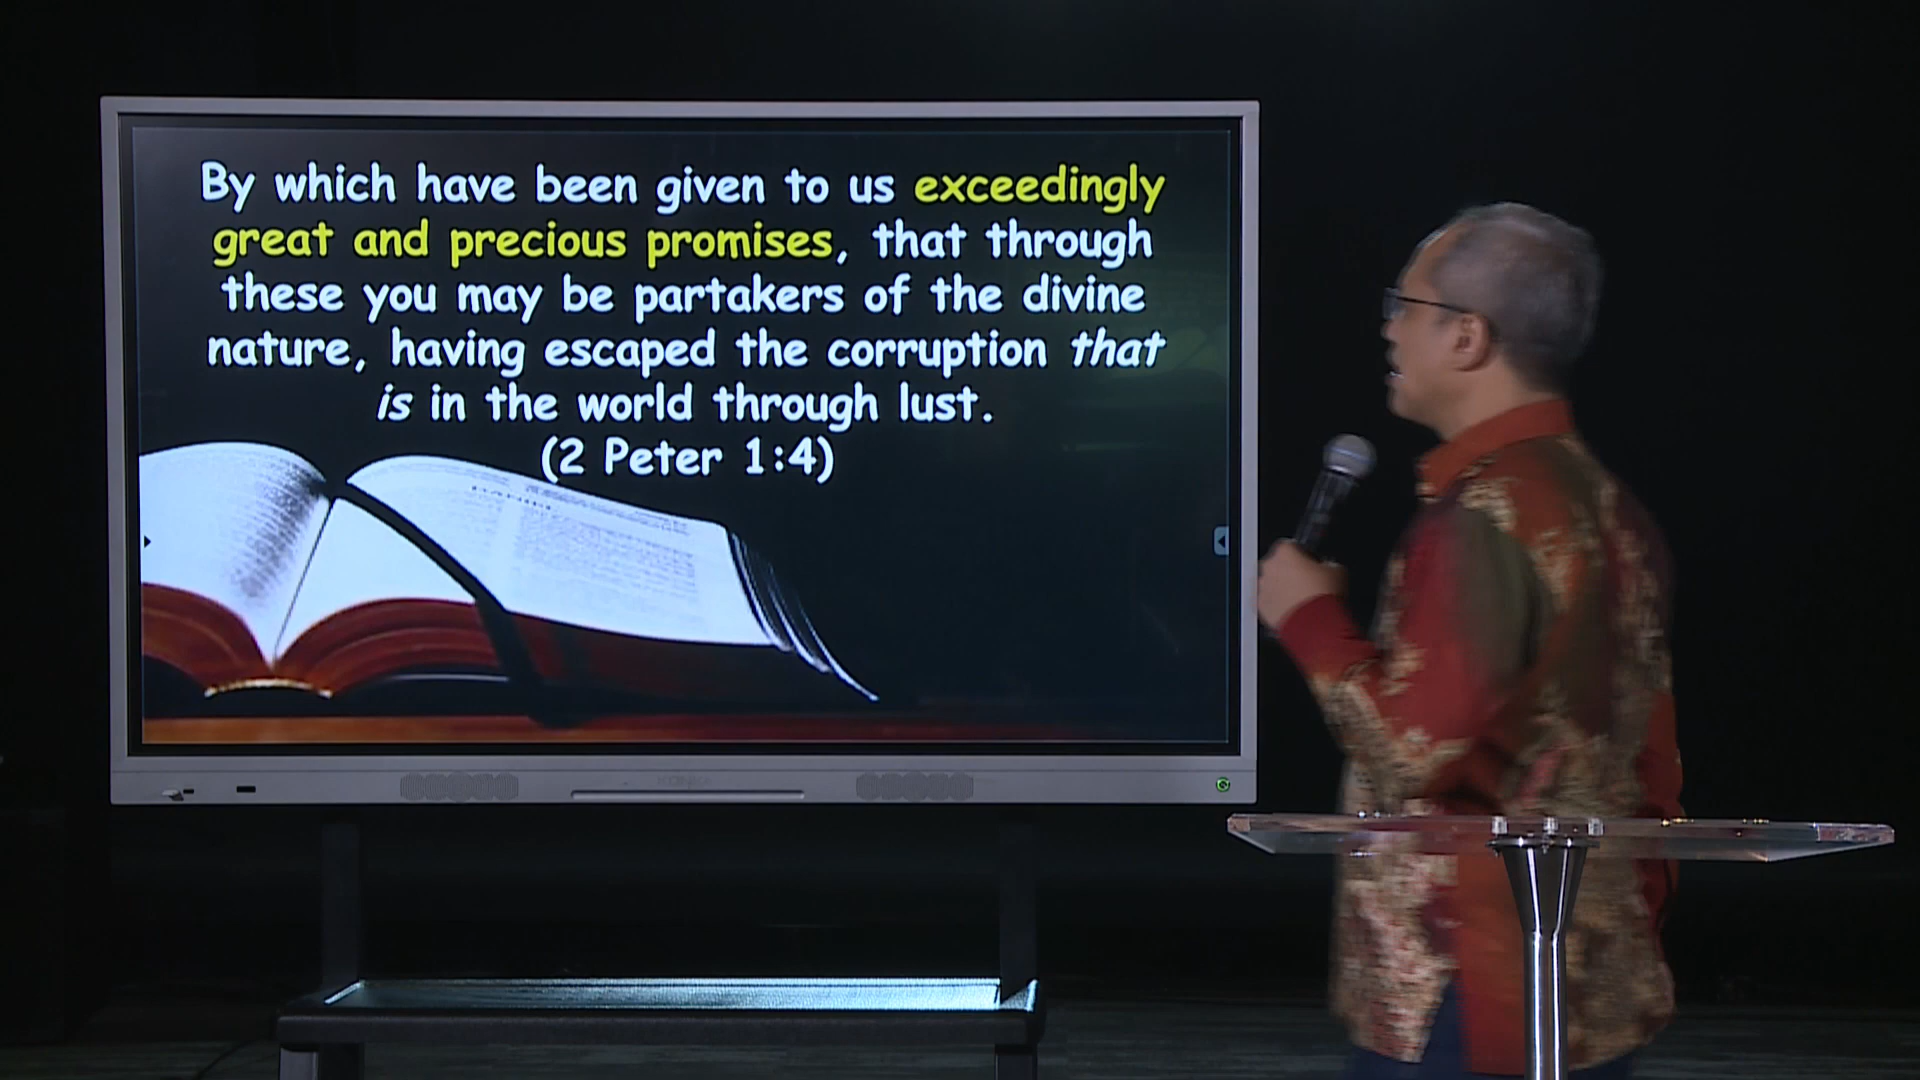 By which have been given to us exceedingly
great and precious promises, that through
these you may be partakers of the divine
nature, having escaped the corruption that
is in the world through lust.
(2 Peter 1:4)